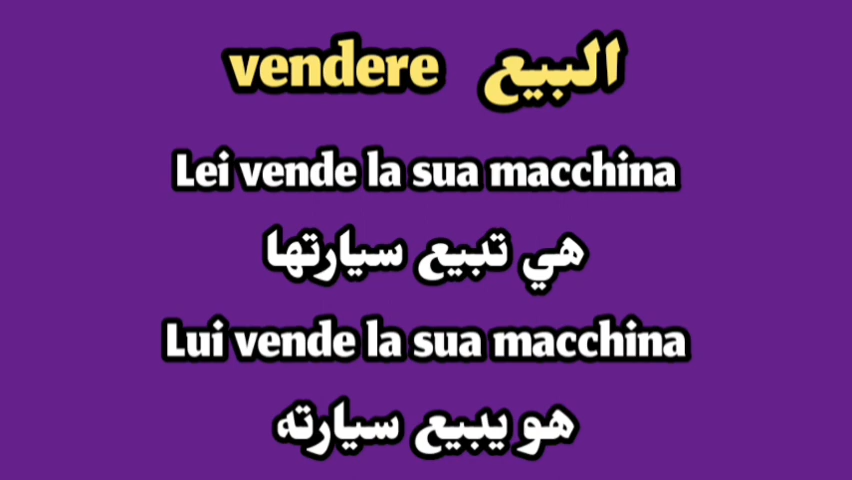 vendere البيع
Lei vende la sua macchina
هي تبيع سيارتها
Lui vende la sua macchina
هو يبيع سيارته